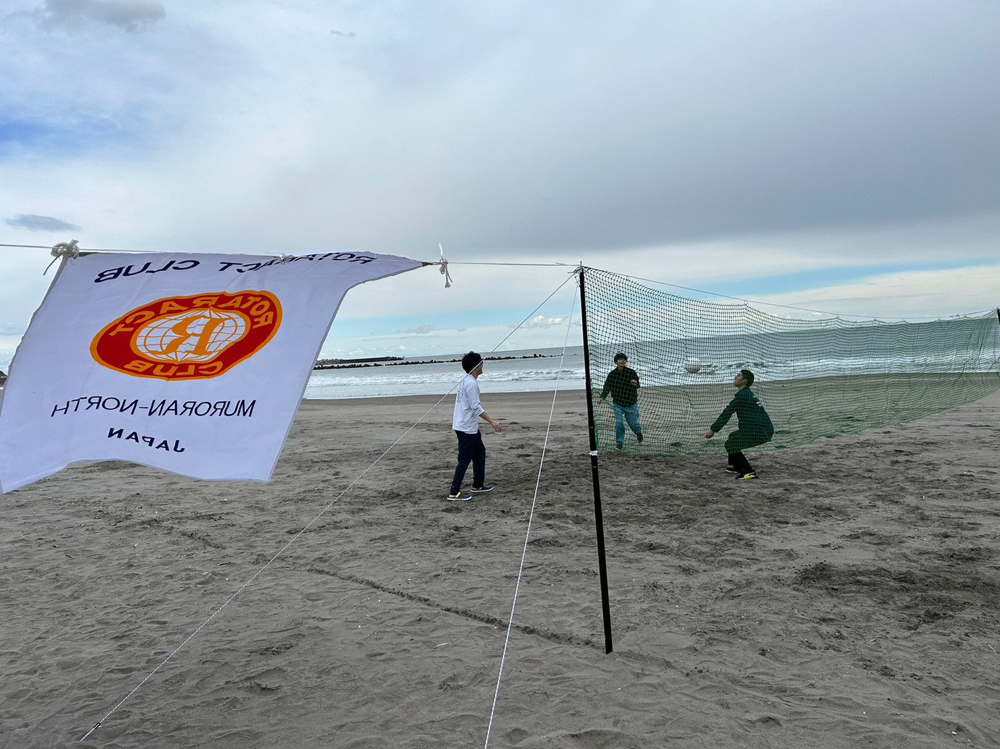 ROTARACT CLUB
ROTARACT
R
CLUB
MURORAN-NORTH
JAPAN